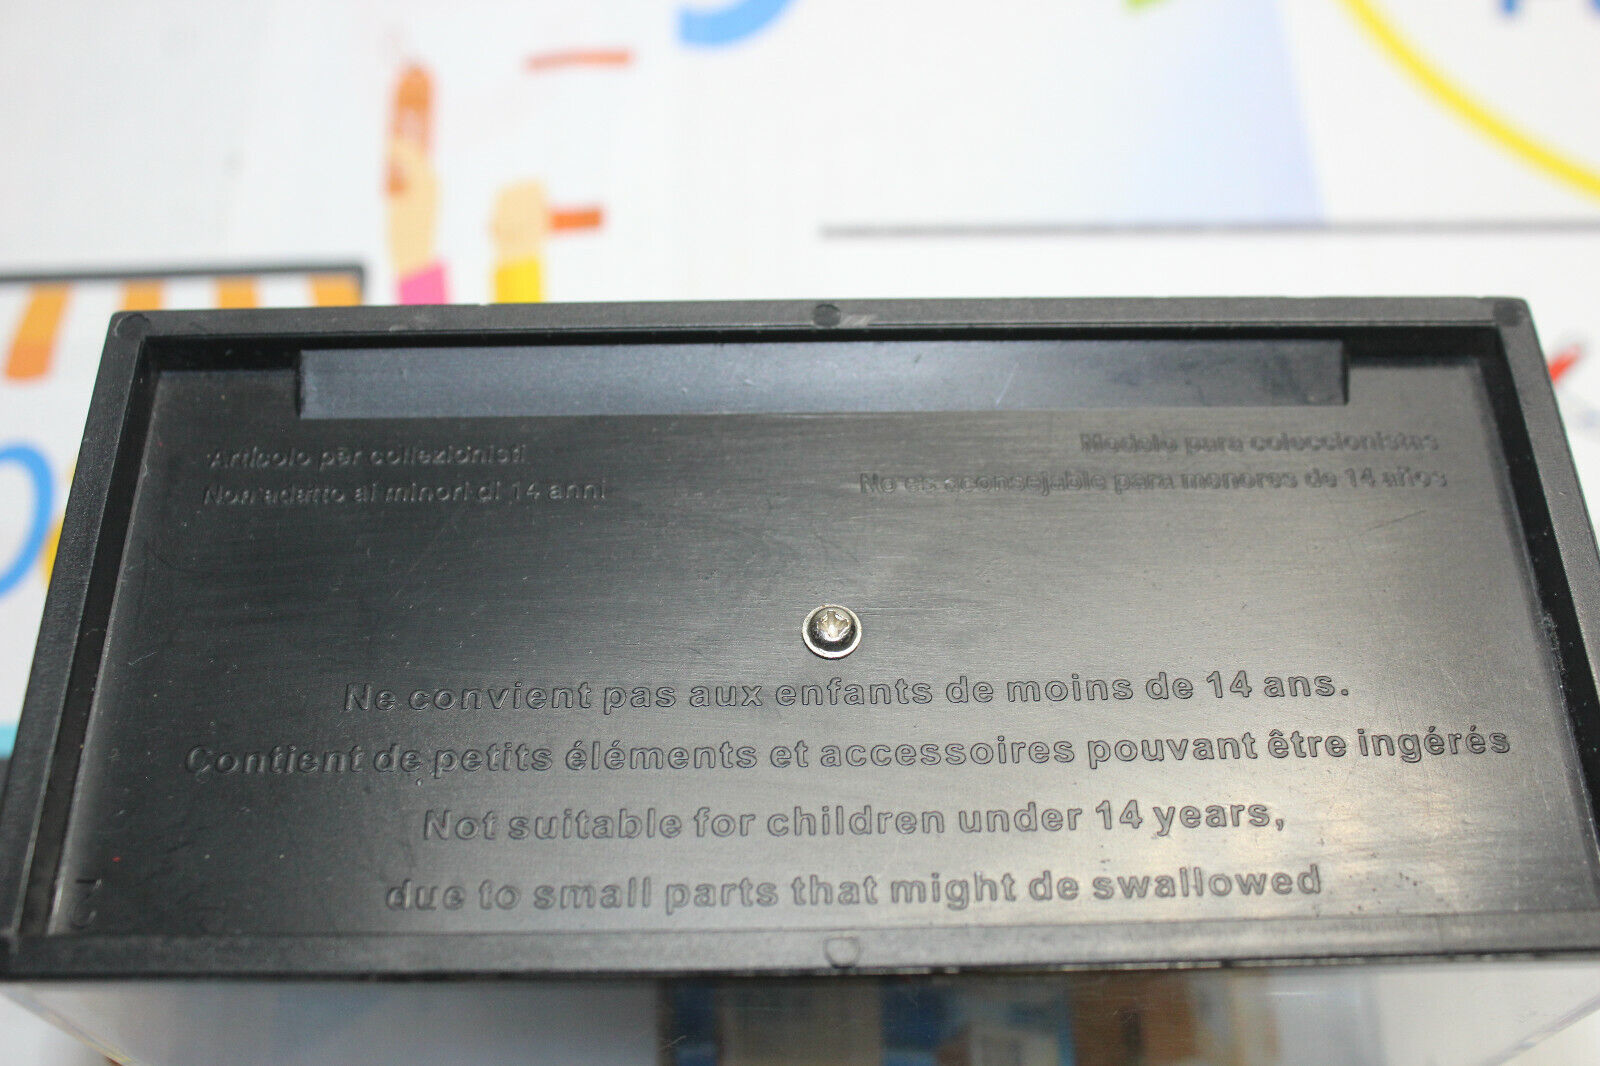 Articolo per collezionisti
Non adatto ai minori di 14 anni
Modelo para coleccionistas
No es aconsejable para menores de 14 años
Ne convient pas aux enfants de moins de 14 ans.
Contient de petits éléments et accessoires pouvant être ingérés
Not suitable for children under 14 years,
due to small parts that might de swallowed